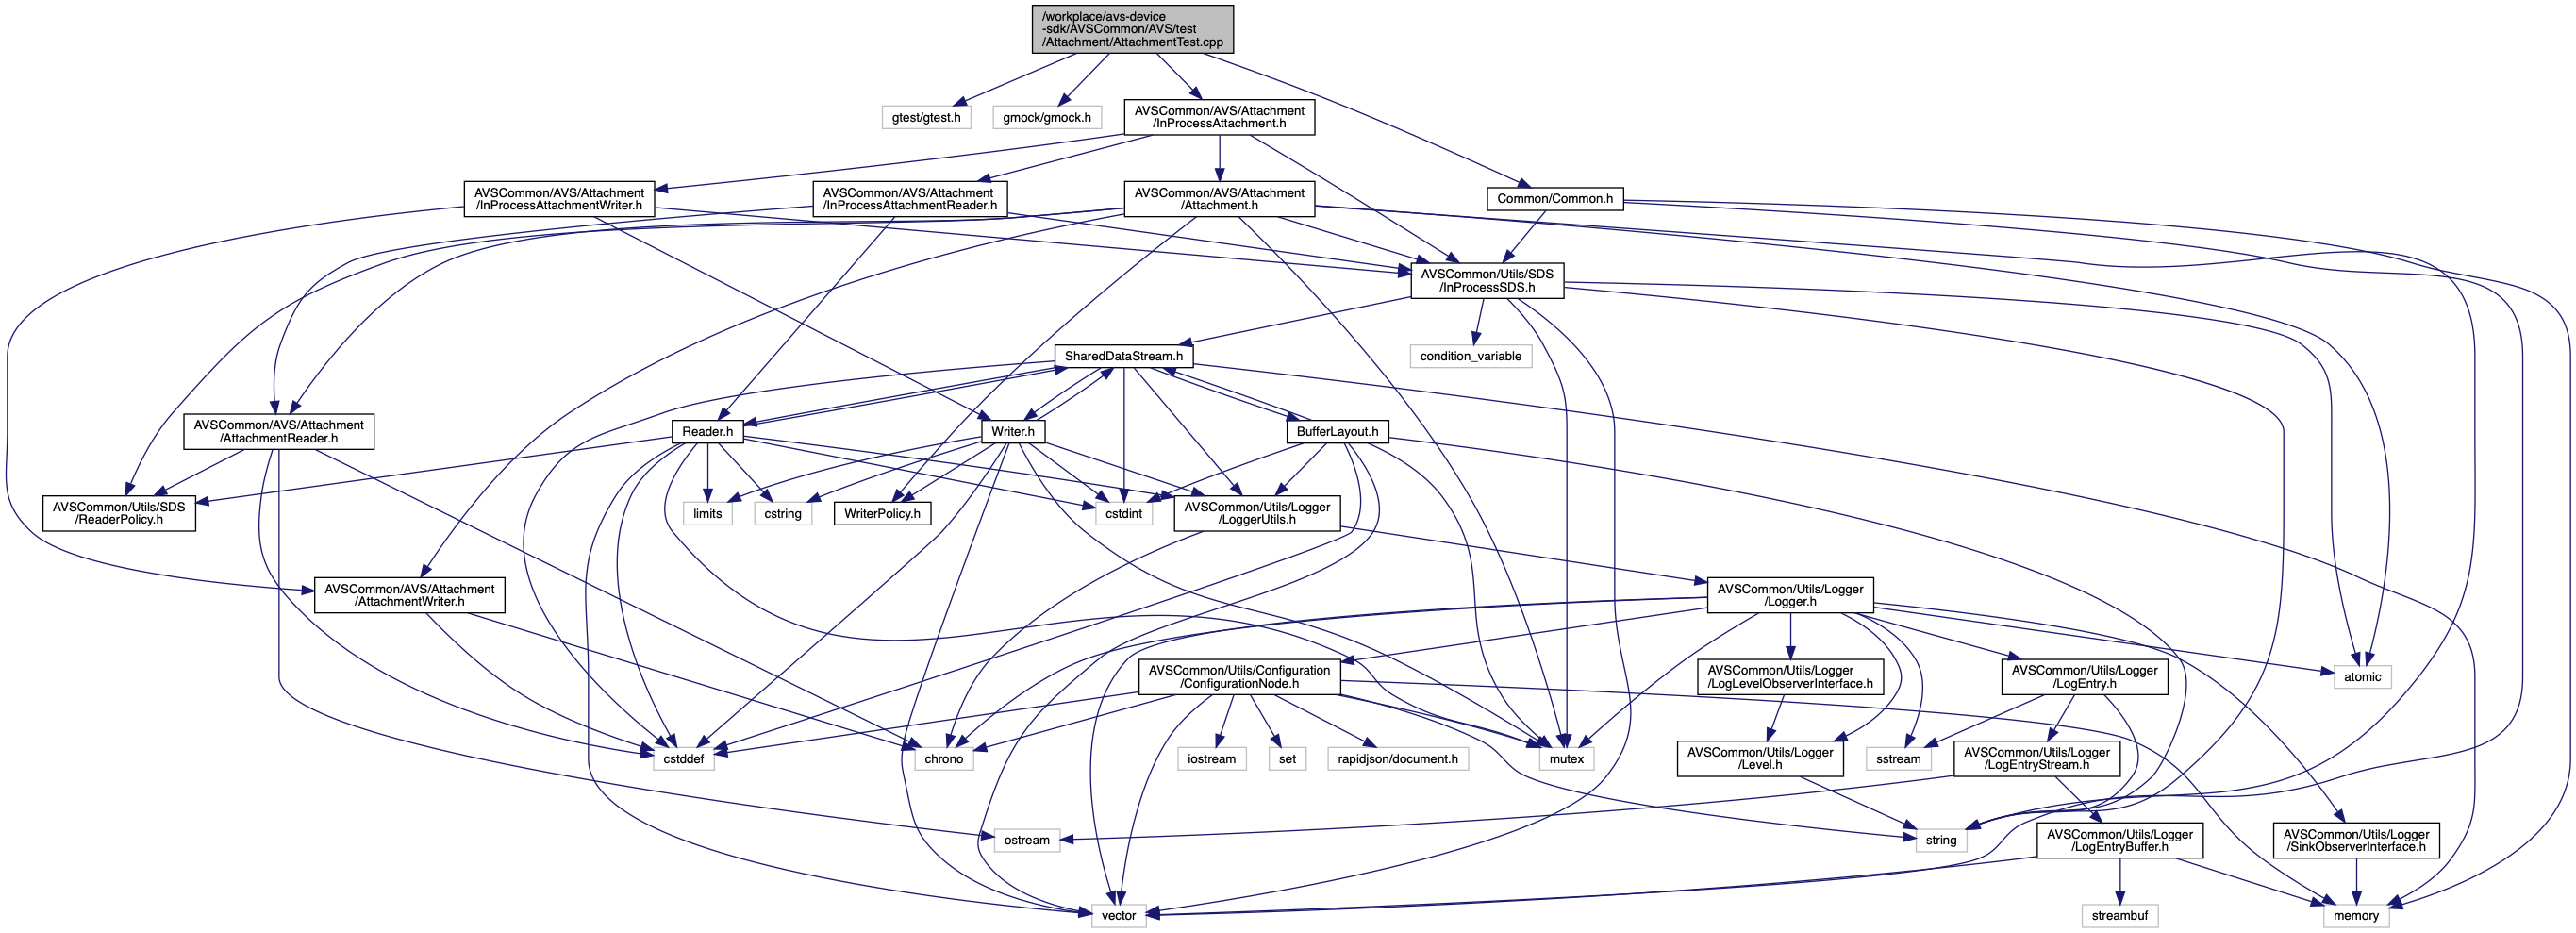 /workplace/avs-device
-sdk/AVSCommon/AVS/test
/Attachment/AttachmentTest.cpp
gtest/gtest.h
gmock/gmock.h
AVSCommon/AVS/Attachment
/InProcessAttachment.h
AVSCommon/AVS/Attachment
/InProcessAttachmentWriter.h
AVSCommon/AVS/Attachment
/InProcessAttachmentReader.h
AVSCommon/AVS/Attachment
/Attachment.h
Common/Common.h
AVSCommon/Utils/SDS
/InProcessSDS.h
SharedDataStream.h
condition_variable
AVSCommon/AVS/Attachment
/AttachmentReader.h
Reader.h
Writer.h
BufferLayout.h
AVSCommon/Utils/SDS
/ReaderPolicy.h
limits
cstring
WriterPolicy.h
cstdint
AVSCommon/Utils/Logger
/LoggerUtils.h
AVSCommon/AVS/Attachment
/AttachmentWriter.h
AVSCommon/Utils/Logger
/Logger.h
AVSCommon/Utils/Configuration
/ConfigurationNode.h
AVSCommon/Utils/Logger
/LogLevelObserverInterface.h
AVSCommon/Utils/Logger
/LogEntry.h
atomic
cstddef
chrono
iostream
set
rapidjson/document.h
mutex
AVSCommon/Utils/Logger
/Level.h
sstream
AVSCommon/Utils/Logger
/LogEntryStream.h
ostream
string
AVSCommon/Utils/Logger
/LogEntryBuffer.h
AVSCommon/Utils/Logger
/SinkObserverInterface.h
vector
streambuf
memory